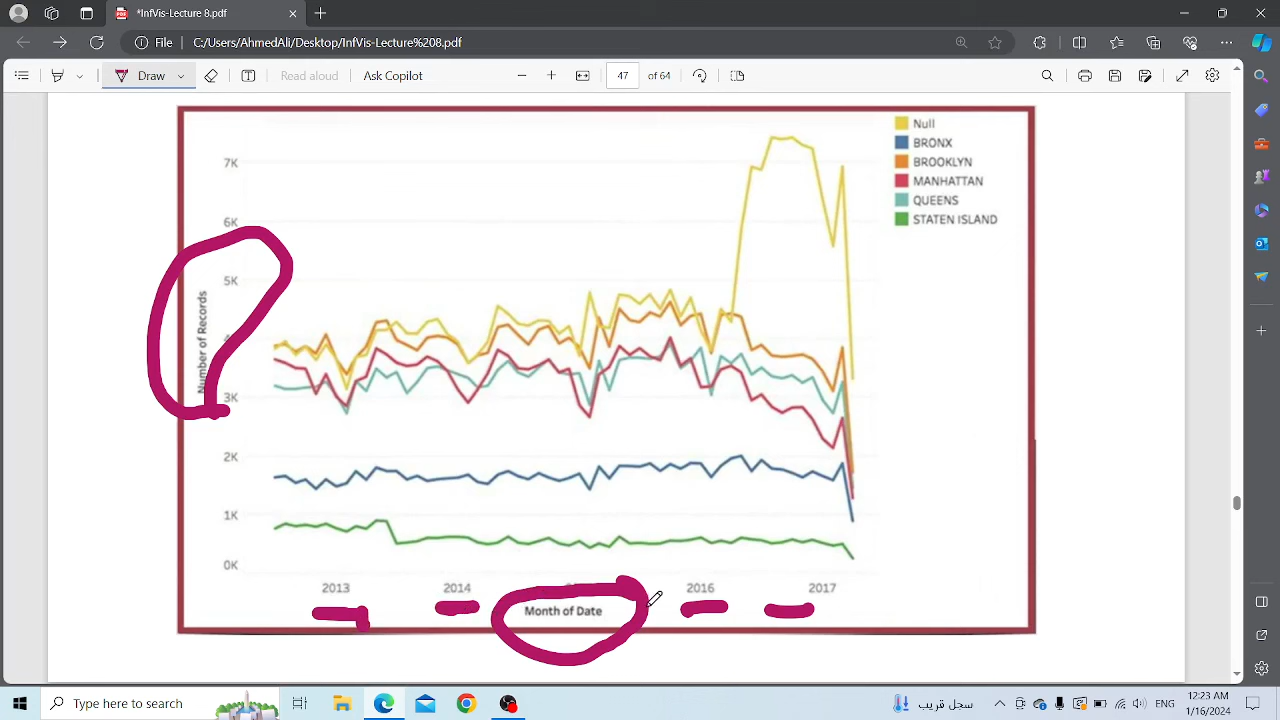 *InfVis-Lecture 8.pdf
File C:/Users/AhmedAli/Desktop/InfVis-Lecture%208.pdf
Draw Read aloud Ask Copilot 47 of 64
Null
BRONX
BROOKLYN
MANHATTAN
QUEENS
STATEN ISLAND
7K
6K
5K
3K
2K
1K
0K
Number of Records
2013 2014 2016 2017
Month of Date
Type here to search
سحل قريب ENG 12:23 AM
1/16/2024